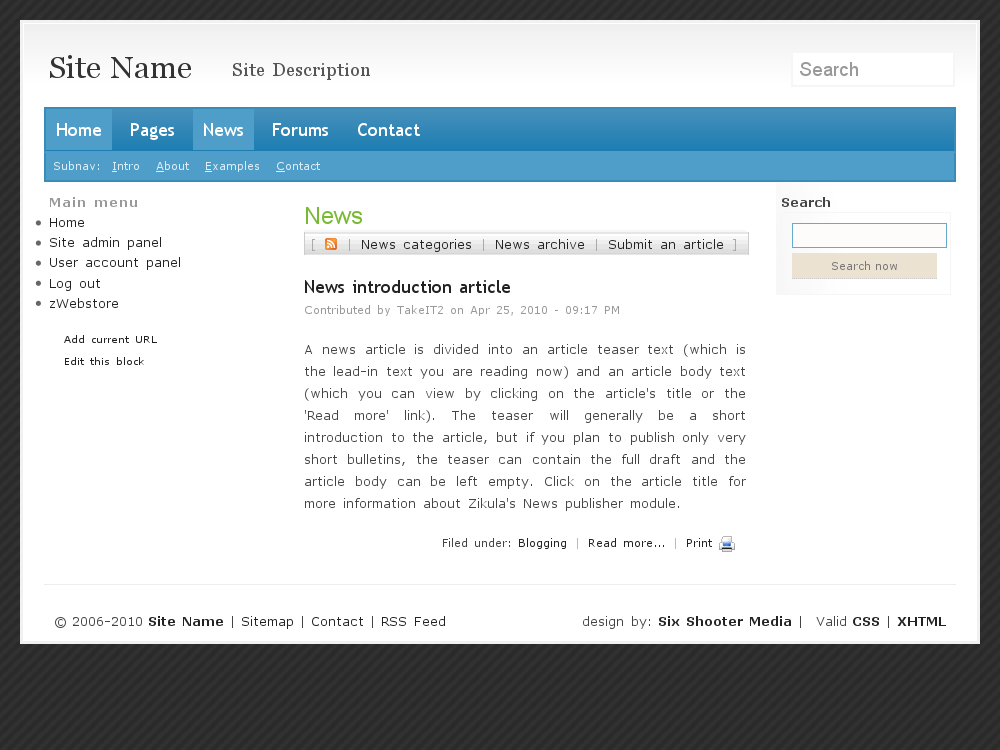 Site Name Site Description Search
Home Pages News Forums Contact
Subnav: Intro About Examples Contact
Main menu
Home
Site admin panel
User account panel
Log out
zWebstore
Add current URL
Edit this block
News
[ | News categories | News archive | Submit an article ]
News introduction article
Contributed by TakeIT2 on Apr 25, 2010 - 09:17 PM
A news article is divided into an article teaser text (which is
the lead-in text you are reading now) and an article body text
(which you can view by clicking on the article's title or the
'Read more' link). The teaser will generally be a short
introduction to the article, but if you plan to publish only very
short bulletins, the teaser can contain the full draft and the
article body can be left empty. Click on the article title for
more information about Zikula's News publisher module.
Filed under: Blogging | Read more... | Print
Search
Search now
© 2006-2010 Site Name | Sitemap | Contact | RSS Feed
design by: Six Shooter Media | Valid CSS | XHTML